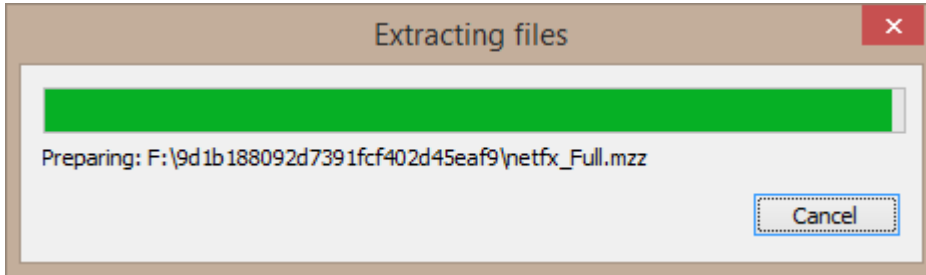 Extracting files
Preparing: F:\9d1b188092d7391fcf402d45eaf9\netfx_Full.mzz
Cancel